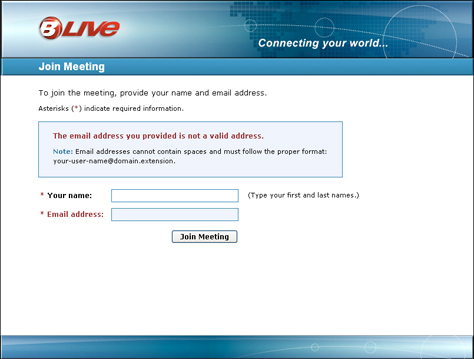 B LIVE
Connecting your world...
Join Meeting
To join the meeting, provide your name and email address.
Asterisks (*) indicate required information.
The email address you provided is not a valid address.
Note: Email addresses cannot contain spaces and must follow the proper format:
your-user-name@domain.extension.
* Your name: (Type your first and last names.)
* Email address:
Join Meeting